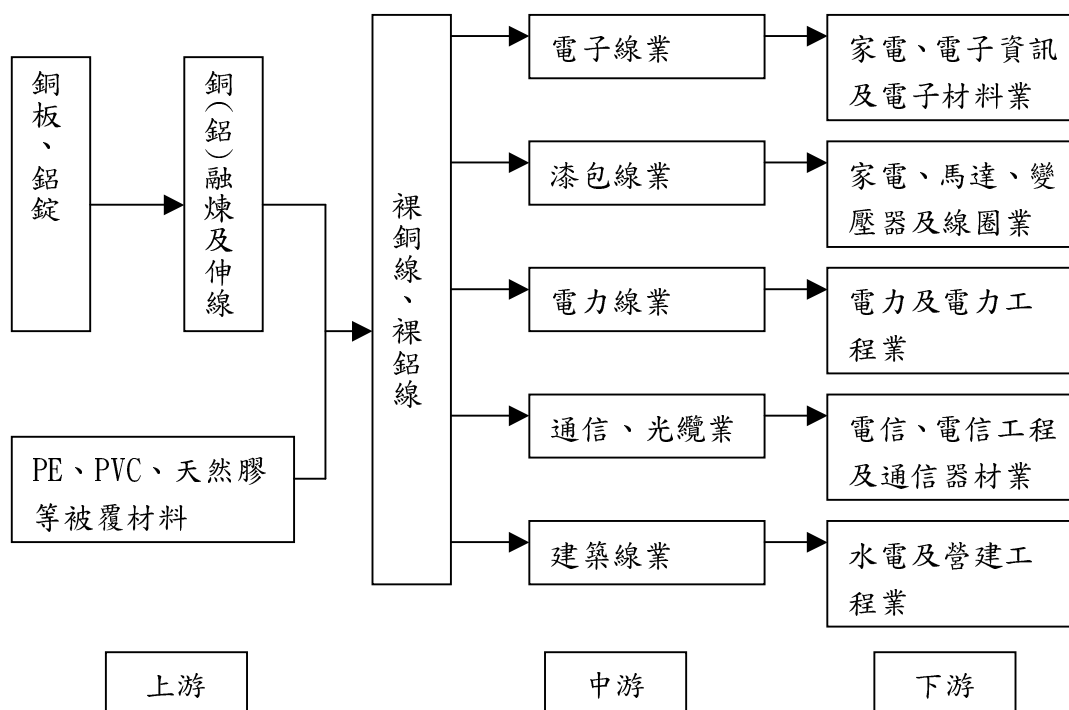 銅板、鋁錠
銅(鋁)融煉及伸線
PE、PVC、天然膠
等被覆材料
裸銅線、裸鋁線
電子線業
家電、電子資訊
及電子材料業
漆包線業
家電、馬達、變
壓器及線圈業
電力線業
電力及電力工
程業
通信、光纜業
電信、電信工程
及通信器材業
建築線業
水電及營建工
程業
上游
中游
下游